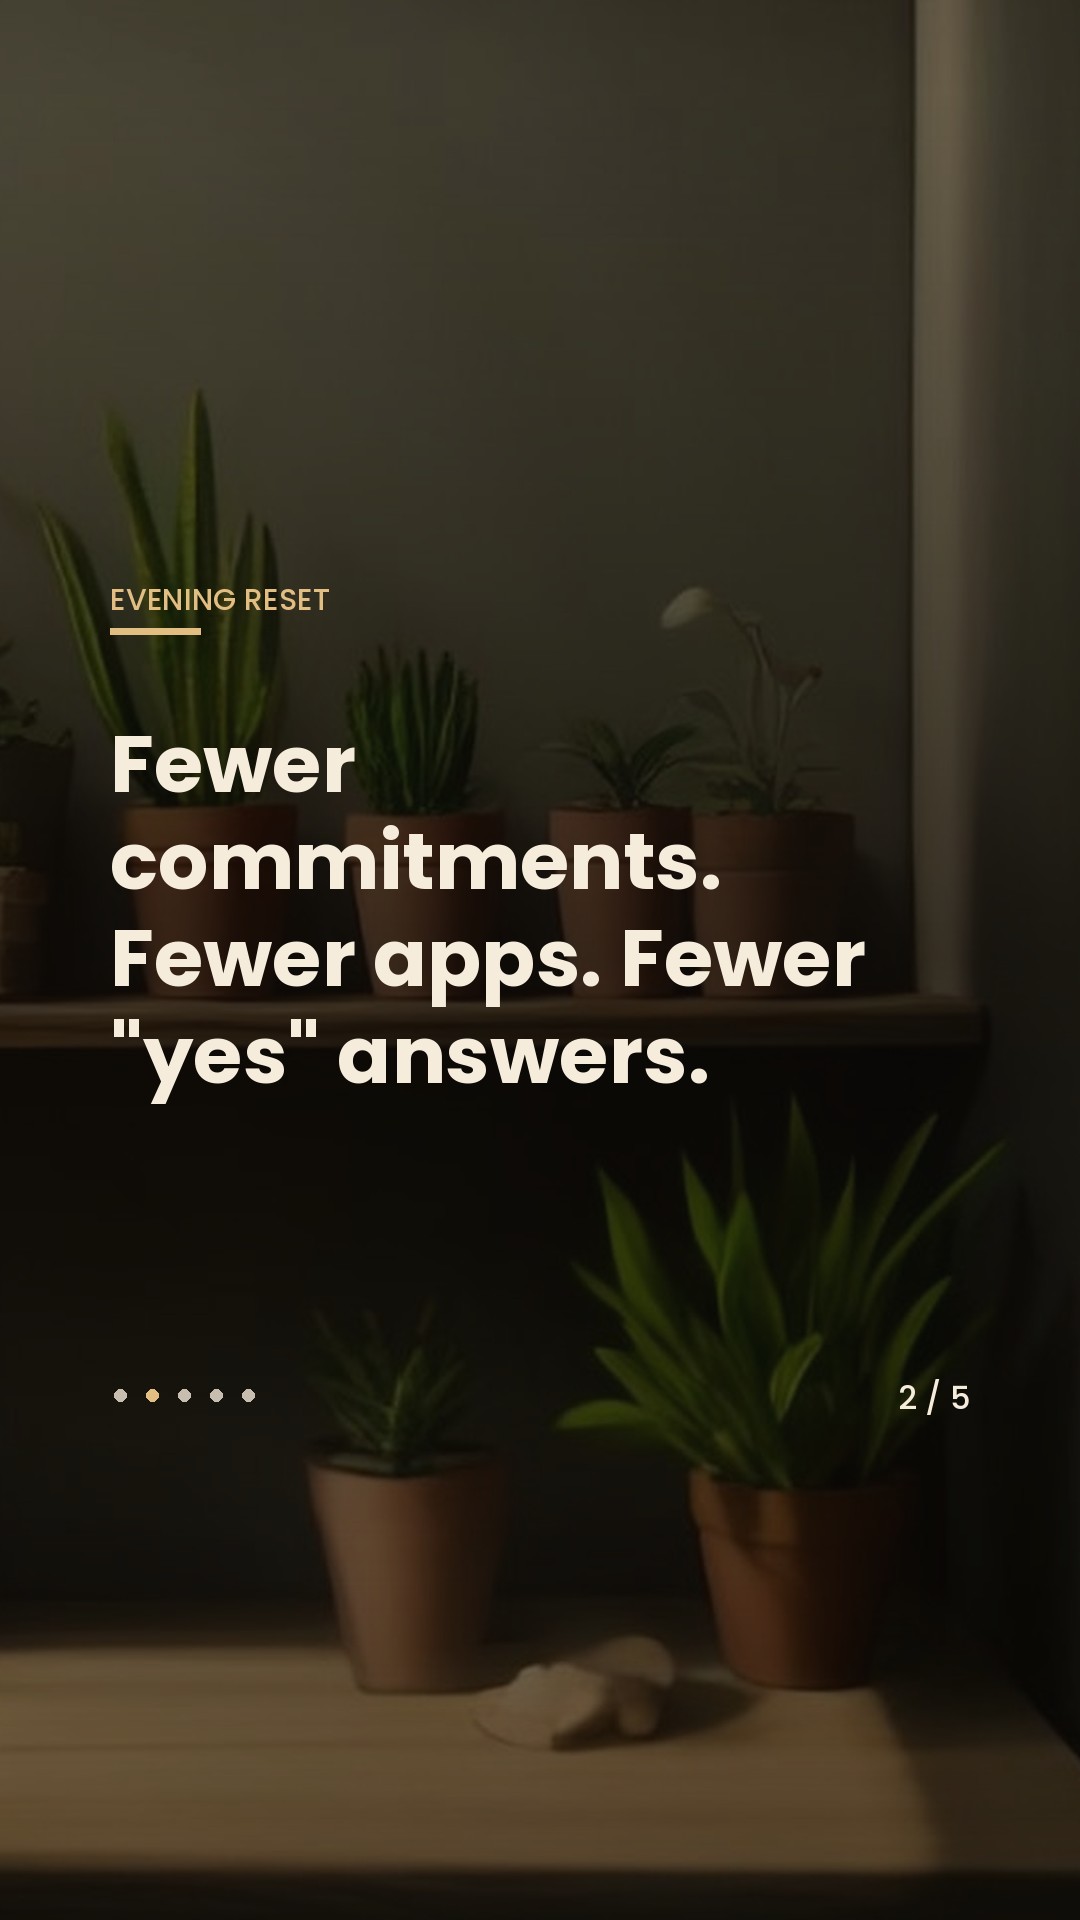 EVENING RESET
Fewer
commitments.
Fewer apps. Fewer
"yes" answers.
2 / 5